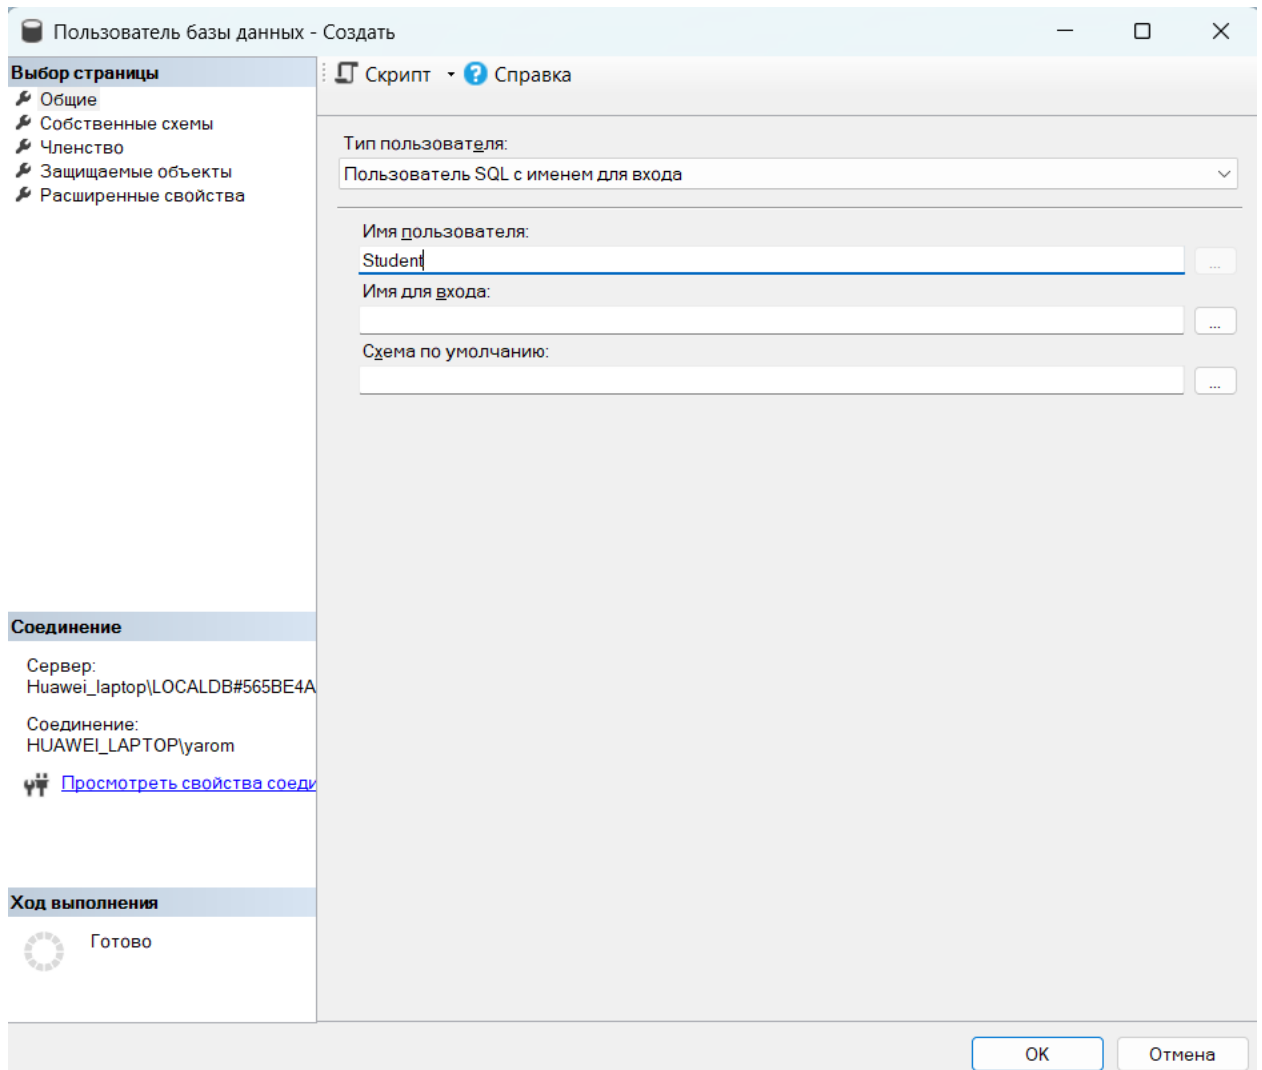 Пользователь базы данных - Создать
Выбор страницы
Общие
Собственные схемы
Членство
Защищаемые объекты
Расширенные свойства
Скрипт
Справка
Тип пользователя:
Пользователь SQL с именем для входа
Имя пользователя:
Student
...
Имя для входа:
...
Схема по умолчанию:
...
Соединение
Сервер:
Huawei_laptop\LOCALDB#565BE4A
Соединение:
HUAWEI_LAPTOP\yarom
Просмотреть свойства соеди
Ход выполнения
Готово
ОК
Отмена